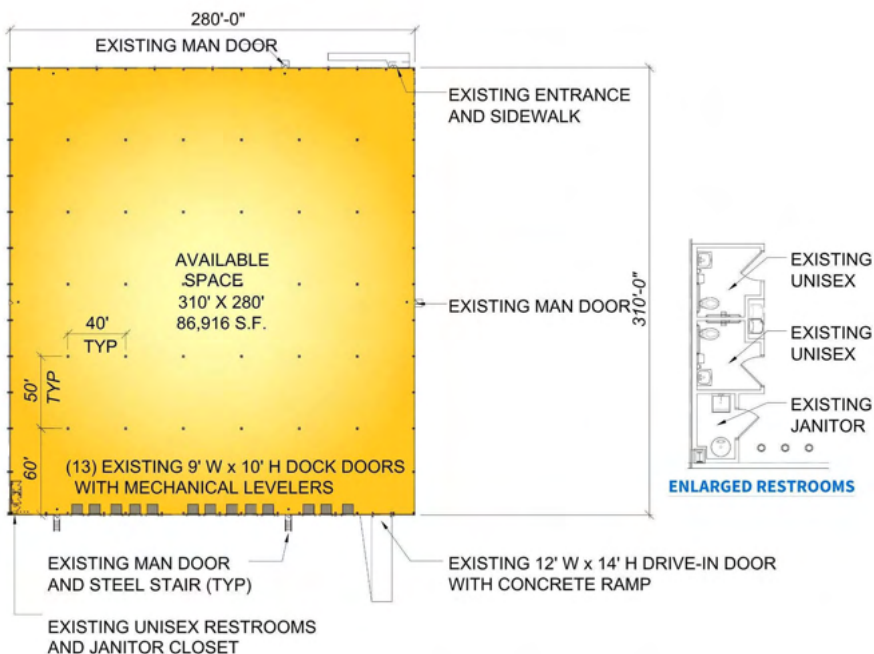 280'-0"
EXISTING MAN DOOR
EXISTING ENTRANCE
AND SIDEWALK
AVAILABLE
SPACE
310' X 280'
86,916 S.F.
EXISTING MAN DOOR
310'-0"
40'
TYP
50'
TYP
60'
(13) EXISTING 9' W x 10' H DOCK DOORS
WITH MECHANICAL LEVELERS
EXISTING MAN DOOR
AND STEEL STAIR (TYP)
EXISTING 12' W x 14' H DRIVE-IN DOOR
WITH CONCRETE RAMP
EXISTING UNISEX RESTROOMS
AND JANITOR CLOSET
EXISTING
UNISEX
EXISTING
UNISEX
EXISTING
JANITOR
ENLARGED RESTROOMS